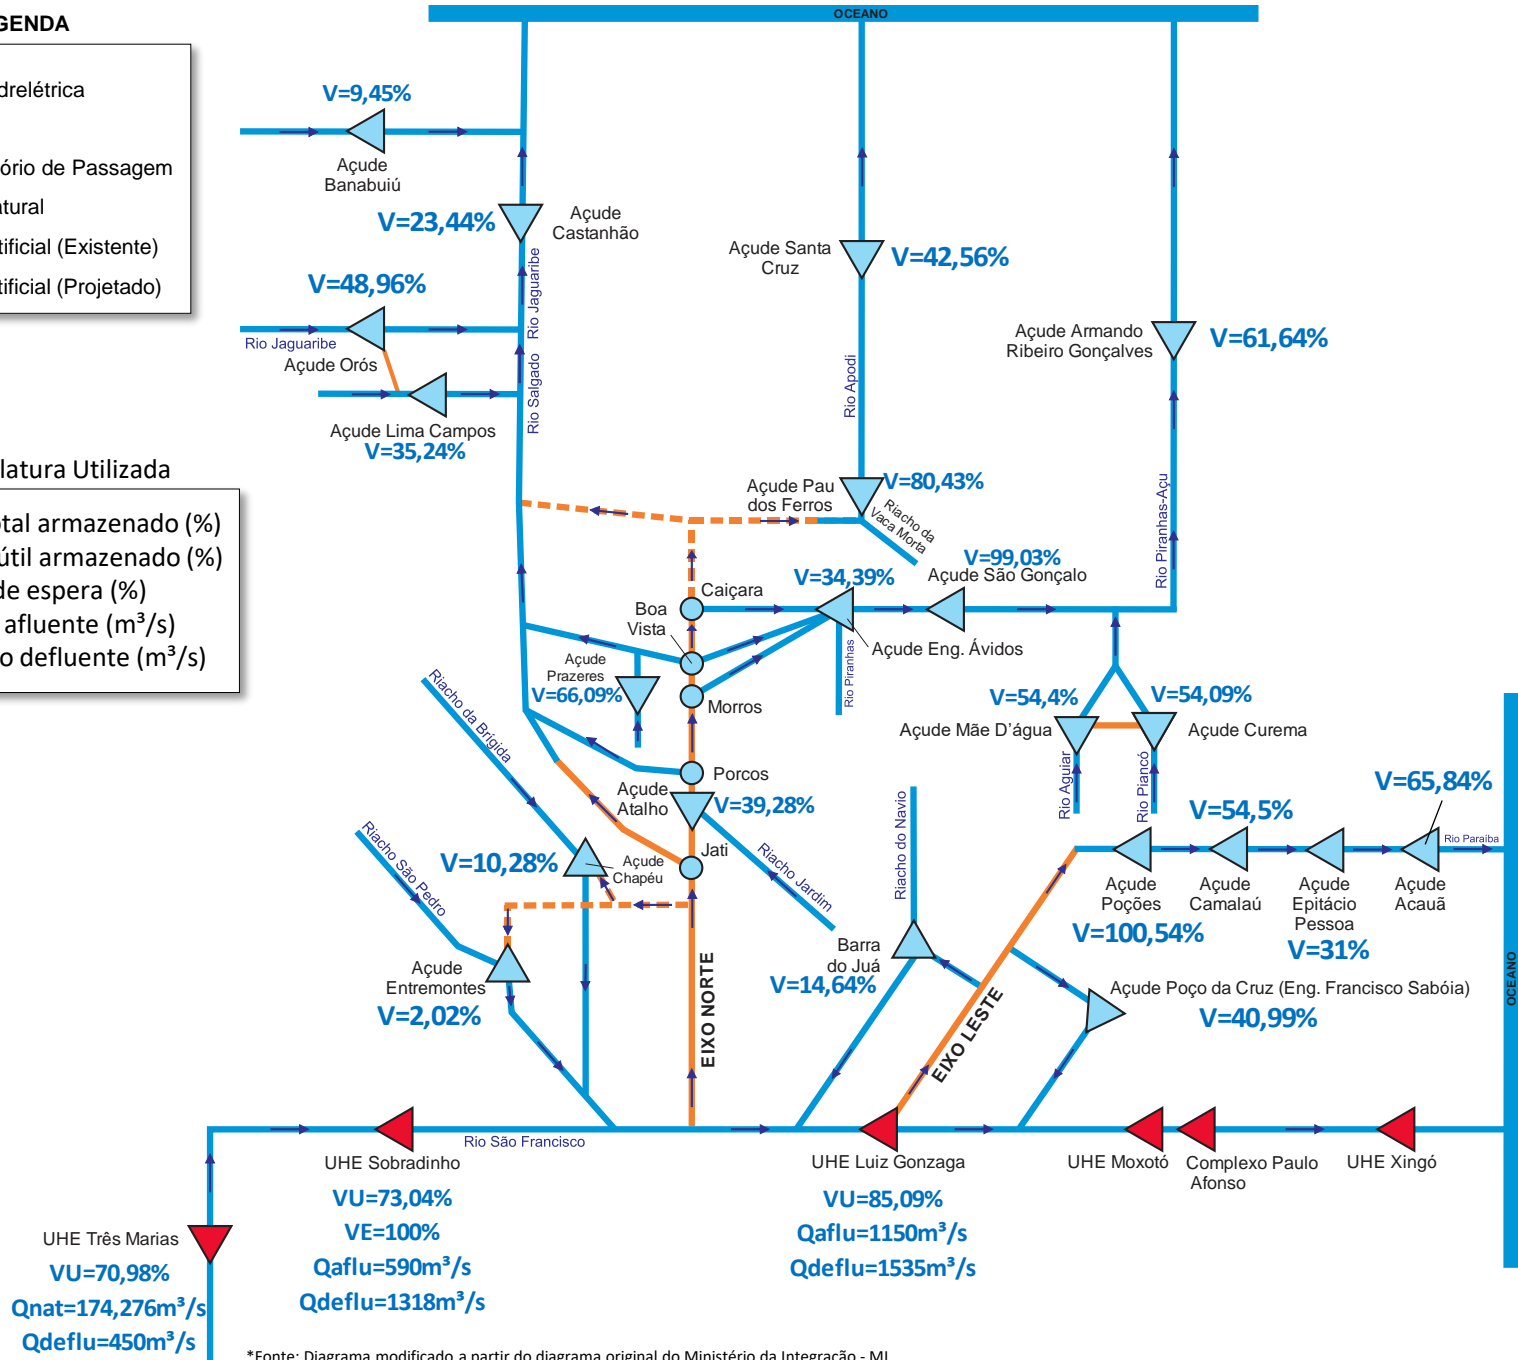 OCEANO
GENDA
drelétrica
ório de Passagem
atural
tificial (Existente)
tificial (Projetado)
V=9,45%
Açude
Banabuiú
V=23,44%
Açude
Castanhão
V=48,96%
Rio Jaguaribe
Açude Orós
Rio Jaguaribe
Rio Salgado
Açude Lima Campos
V=35,24%
Açude Santa
Cruz
V=42,56%
Rio Apodi
Açude Armando
Ribeiro Gonçalves
V=61,64%
Rio Piranhas-Açu
latura Utilizada
otal armazenado (%)
útil armazenado (%)
de espera (%)
afluente (m³/s)
o defluente (m³/s)
Açude Pau
dos Ferros
V=80,43%
Riacho da
Vaca Morta
V=99,03%
Açude São Gonçalo
V=34,39%
Caiçara
Boa
Vista
Açude Eng. Ávidos
Rio Piranhas
Açude
Prazeres
V=66,09%
Morros
Riacho da Brígida
Porcos
Açude
Atalho
V=39,28%
Jati
Riacho Jardim
V=54,4%
V=54,09%
Açude Mãe D'água
Açude Curema
Rio Aguiar
Rio Piancó
V=65,84%
V=54,5%
Rio Paraíba
Riacho do Navio
Riacho São Pedro
V=10,28%
Açude
Chapéu
Açude
Poções
Açude
Camalaú
Açude
Epitácio
Pessoa
Açude
Acauã
V=100,54%
V=31%
Barra
do Juá
V=14,64%
Açude
Entremontes
V=2,02%
EIXO NORTE
EIXO LESTE
Açude Poço da Cruz (Eng. Francisco Sabóia)
V=40,99%
OCEANO
Rio São Francisco
UHE Sobradinho
VU=73,04%
VE=100%
Qaflu=590m³/s
Qdeflu=1318m³/s
UHE Luiz Gonzaga
VU=85,09%
Qaflu=1150m³/s
Qdeflu=1535m³/s
UHE Moxotó
Complexo Paulo
Afonso
UHE Xingó
UHE Três Marias
VU=70,98%
Qnat=174,276m³/s
Qdeflu=450m³/s
*Fonte: Diagrama modificado a partir do diagrama original do Ministério da Integração - MI